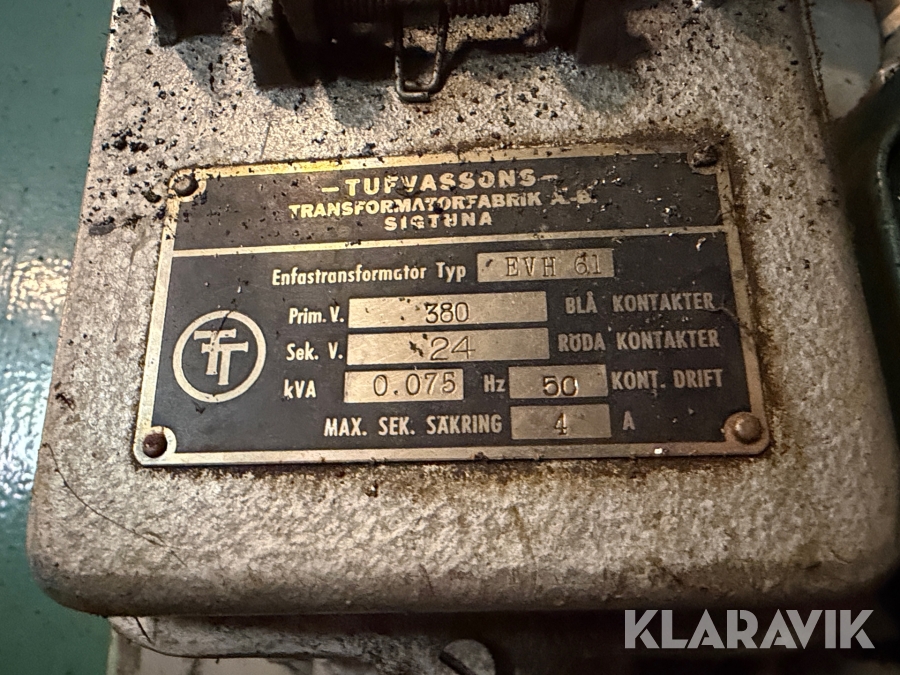 -TUFVASSONS-
TRANSFORMATORFABRIK A.-B.
SIGTUNA
Enfastransformator Typ EVH 61
Prim. V. 380 BLÅ KONTAKTER
Sek. V. 24 RÖDA KONTAKTER
kVA 0.075 Hz 50 KONT. DRIFT
MAX. SEK. SÄKRING 4 A
TT
KLARAVIK